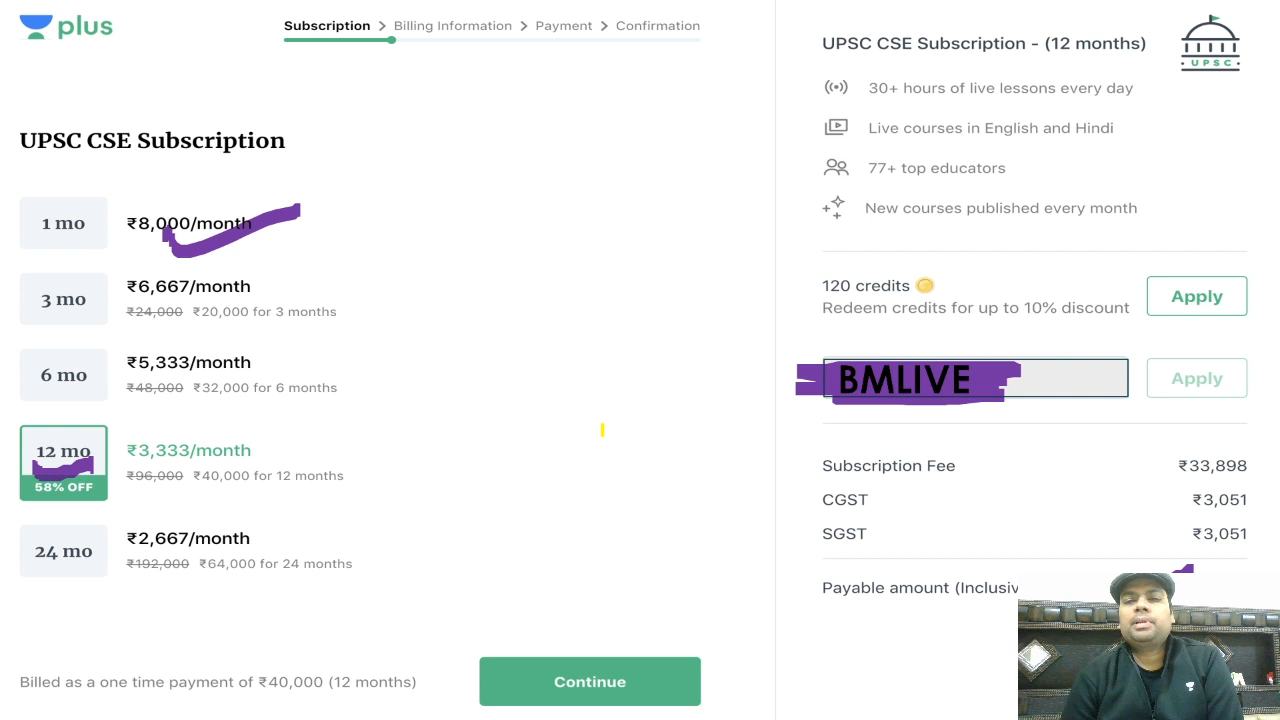 plus
Subscription > Billing Information > Payment > Confirmation
UPSC CSE Subscription
1 mo
₹8,000/month
3 mo
₹6,667/month
₹24,000 ₹20,000 for 3 months
6 mo
₹5,333/month
₹48,000 ₹32,000 for 6 months
12 mo
58% OFF
₹3,333/month
₹96,000 ₹40,000 for 12 months
24 mo
₹2,667/month
₹192,000 ₹64,000 for 24 months
Billed as a one time payment of ₹40,000 (12 months)
Continue
UPSC CSE Subscription - (12 months)
UPSC
30+ hours of live lessons every day
Live courses in English and Hindi
77+ top educators
New courses published every month
120 credits
Redeem credits for up to 10% discount
Apply
BMLIVE
Apply
Subscription Fee ₹33,898
CGST ₹3,051
SGST ₹3,051
Payable amount